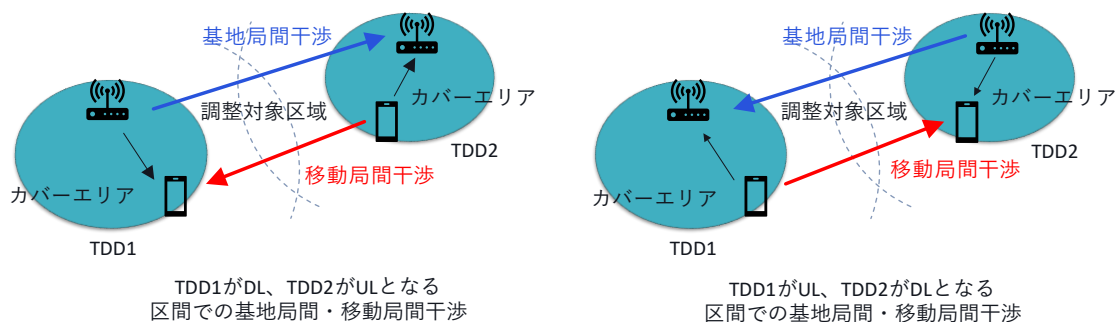 基地局間干渉
調整対象区域
カバーエリア
TDD2
移動局間干渉
カバーエリア
TDD1
TDD1がDL、TDD2がULとなる
区間での基地局間・移動局間干渉
基地局間干渉
調整対象区域
カバーエリア
TDD2
移動局間干渉
カバーエリア
TDD1
TDD1がUL、TDD2がDLとなる
区間での基地局間・移動局間干渉